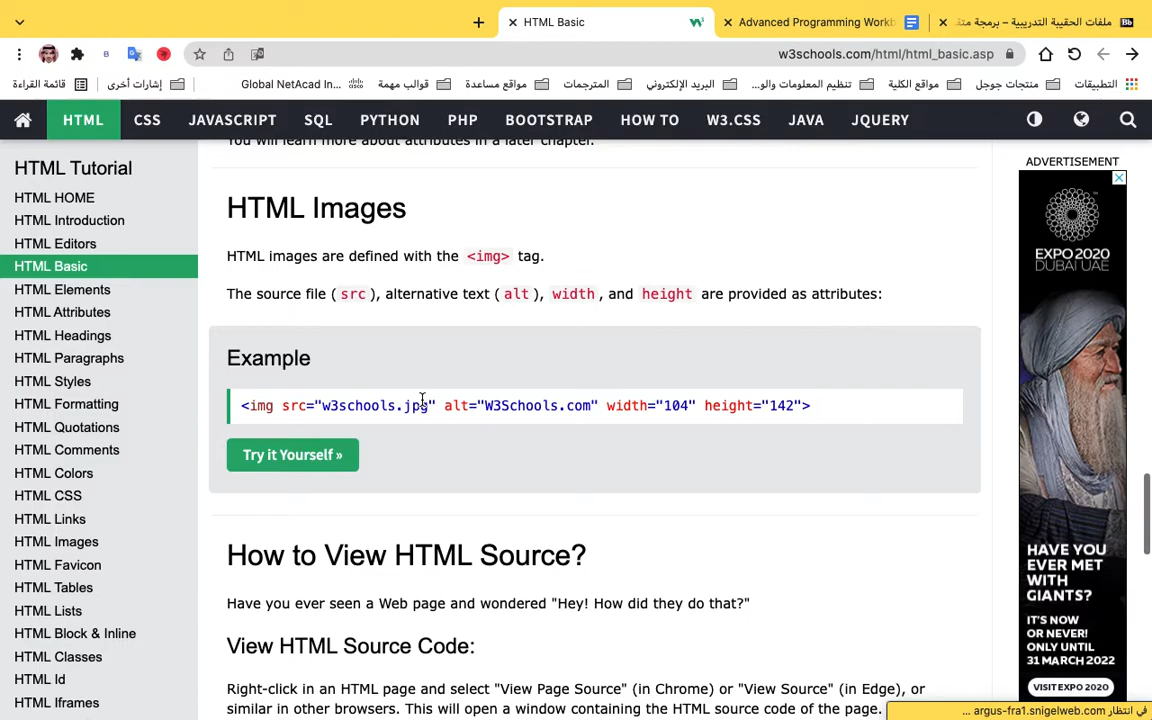 HTML Basic
Advanced Programming Workb
ملفات الحقيبة التدريبية – برمجة متقد
Bb
w3schools.com/html/html_basic.asp
التطبيقات
منتجات جوجل
مواقع الكلية
تنظيم المعلومات والو...
البريد الإلكتروني
المترجمات
مواقع مساعدة
قوالب مهمة
Global NetAcad In...
إشارات أخرى
قائمة القراءة
HTML CSS JAVASCRIPT SQL PYTHON PHP BOOTSTRAP HOW TO W3.CSS JAVA JQUERY
HTML Tutorial
HTML HOME
HTML Introduction
HTML Editors
HTML Basic
HTML Elements
HTML Attributes
HTML Headings
HTML Paragraphs
HTML Styles
HTML Formatting
HTML Quotations
HTML Comments
HTML Colors
HTML CSS
HTML Links
HTML Images
HTML Favicon
HTML Tables
HTML Lists
HTML Block & Inline
HTML Classes
HTML Id
HTML Iframes
You will learn more about attributes in a later chapter.
HTML Images
HTML images are defined with the <img> tag.
The source file (src), alternative text (alt), width, and height are provided as attributes:
Example
<img src="w3schools.jpg" alt="W3Schools.com" width="104" height="142">
Try it Yourself »
How to View HTML Source?
Have you ever seen a Web page and wondered "Hey! How did they do that?"
View HTML Source Code:
Right-click in an HTML page and select "View Page Source" (in Chrome) or "View Source" (in Edge), or
similar in other browsers. This will open a window containing the HTML source code of the page.
ADVERTISEMENT
EXPO 2020
DUBAI UAE
HAVE YOU
EVER MET
WITH
GIANTS?
IT'S NOW
OR NEVER!
ONLY UNTIL
31 MARCH 2022
VISIT EXPO 2020
في انتظار argus-fra1.snigelweb.com ...